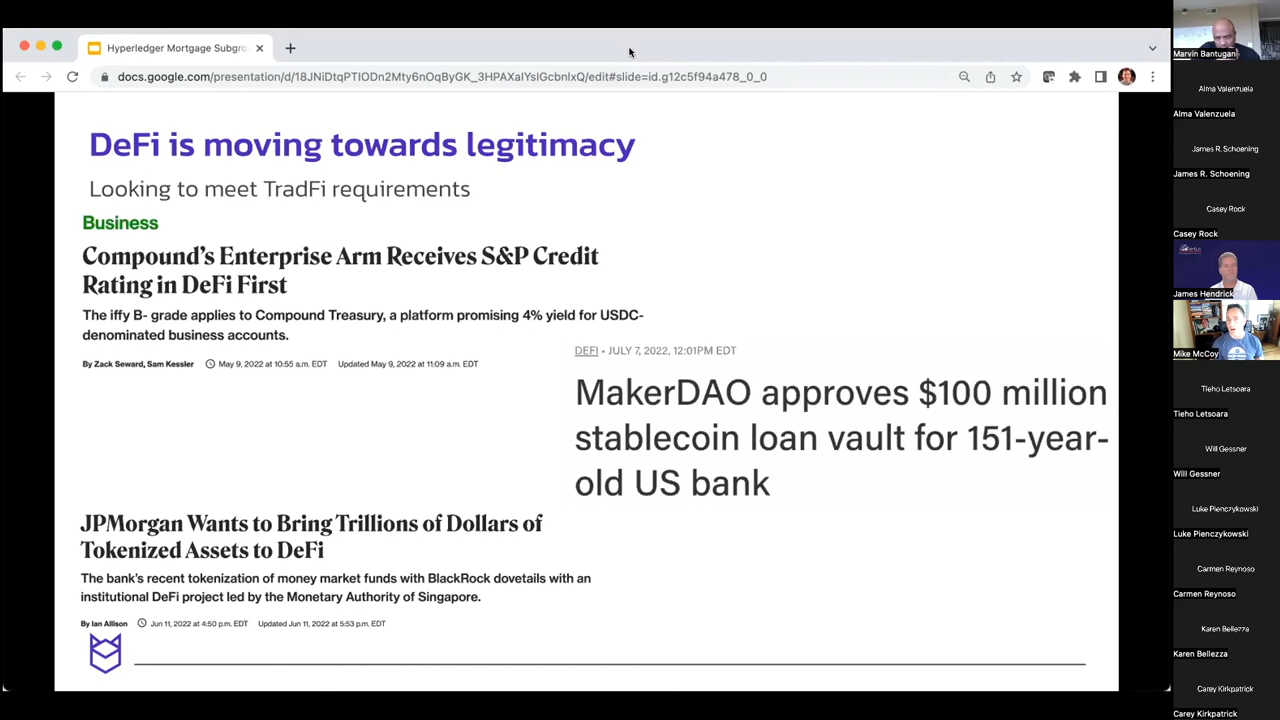 Hyperledger Mortgage Subgro
docs.google.com/presentation/d/18JNiDtqPTIODn2Mty6nOqByGK_3HPAXalYsIGcbnlxQ/edit#slide=id.g12c5f94a478_0_0
DeFi is moving towards legitimacy
Looking to meet TradFi requirements
Business
Compound's Enterprise Arm Receives S&P Credit
Rating in DeFi First
The iffy B- grade applies to Compound Treasury, a platform promising 4% yield for USDC-
denominated business accounts.
By Zack Seward, Sam Kessler May 9, 2022 at 10:55 a.m. EDT Updated May 9, 2022 at 11:09 a.m. EDT
DEFI • JULY 7, 2022, 12:01PM EDT
MakerDAO approves $100 million
stablecoin loan vault for 151-year-
old US bank
JPMorgan Wants to Bring Trillions of Dollars of
Tokenized Assets to DeFi
The bank's recent tokenization of money market funds with BlackRock dovetails with an
institutional DeFi project led by the Monetary Authority of Singapore.
By Ian Allison Jun 11, 2022 at 4:50 p.m. EDT Updated Jun 11, 2022 at 5:53 p.m. EDT
Marvin Bantugan
Alma Valenzuela
Alma Valenzuela
James R. Schoening
James R. Schoening
Casey Rock
Casey Rock
James Hendrick
Mike McCoy
Tieho Letsoara
Tieho Letsoara
Will Gessner
Will Gessner
Luke Pienczykowski
Luke Pienczykowski
Carmen Reynoso
Carmen Reynoso
Karen Bellezza
Karen Bellezza
Carey Kirkpatrick
Carey Kirkpatrick